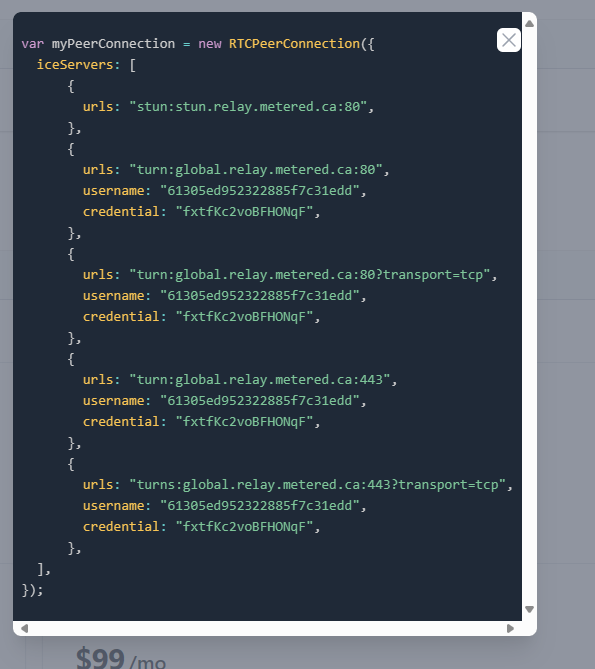 var myPeerConnection = new RTCPeerConnection({
  iceServers: [
      {
        urls: "stun:stun.relay.metered.ca:80",
      },
      {
        urls: "turn:global.relay.metered.ca:80",
        username: "61305ed952322885f7c31edd",
        credential: "fxtfKc2voBFHONqF",
      },
      {
        urls: "turn:global.relay.metered.ca:80?transport=tcp",
        username: "61305ed952322885f7c31edd",
        credential: "fxtfKc2voBFHONqF",
      },
      {
        urls: "turn:global.relay.metered.ca:443",
        username: "61305ed952322885f7c31edd",
        credential: "fxtfKc2voBFHONqF",
      },
      {
        urls: "turns:global.relay.metered.ca:443?transport=tcp",
        username: "61305ed952322885f7c31edd",
        credential: "fxtfKc2voBFHONqF",
      },
  ],
});
$99 /mo